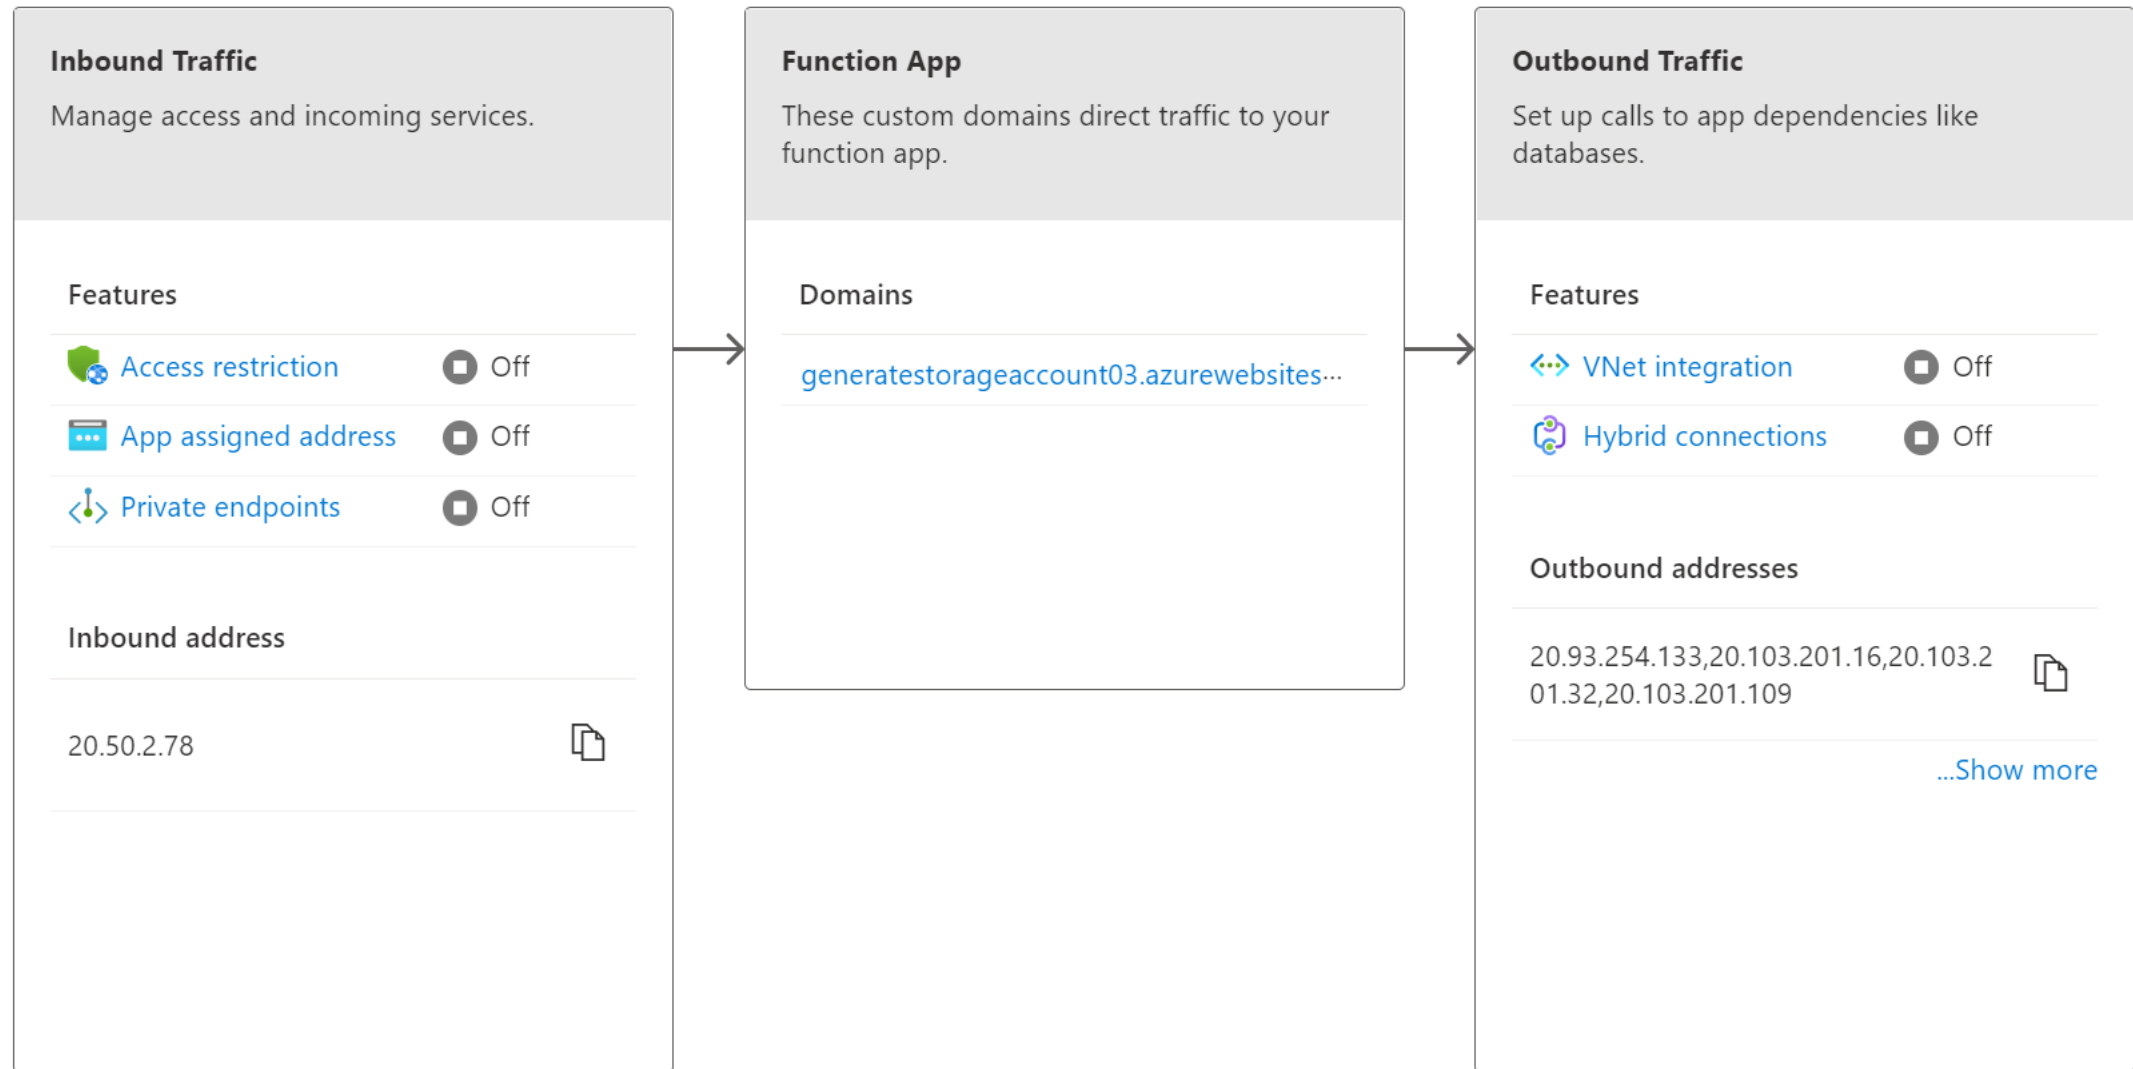 Inbound Traffic
Manage access and incoming services.
Features
Access restriction Off
App assigned address Off
Private endpoints Off
Inbound address
20.50.2.78
Function App
These custom domains direct traffic to your
function app.
Domains
generatestorageaccount03.azurewebsites...
Outbound Traffic
Set up calls to app dependencies like
databases.
Features
VNet integration Off
Hybrid connections Off
Outbound addresses
20.93.254.133,20.103.201.16,20.103.2
01.32,20.103.201.109
...Show more